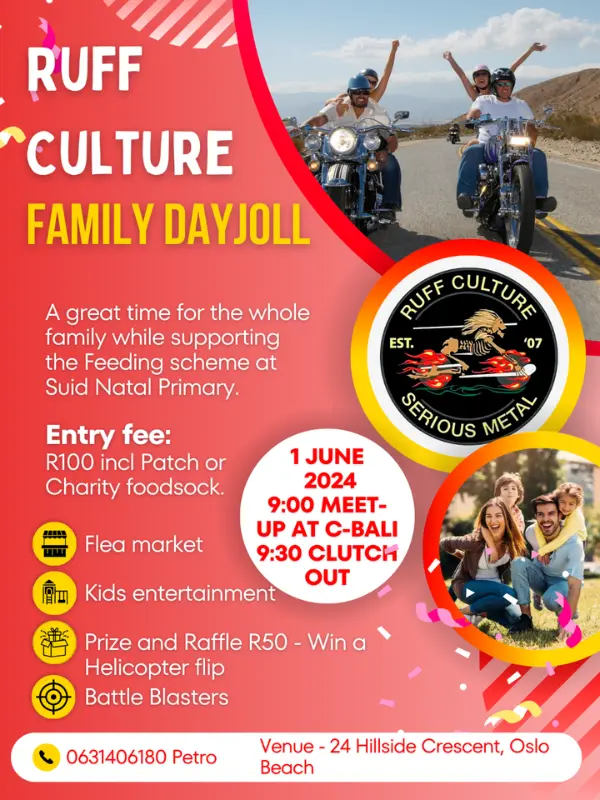 RUFF
CULTURE
FAMILY DAYJOLL
A great time for the whole
family while supporting
the Feeding scheme at
Suid Natal Primary.
Entry fee:
R100 incl Patch or
Charity foodsock.
RUFF CULTURE
EST. '07
SERIOUS METAL
1 JUNE
2024
9:00 MEET-
UP AT C-BALI
9:30 CLUTCH
OUT
Flea market
Kids entertainment
Prize and Raffle R50 - Win a
Helicopter flip
Battle Blasters
0631406180 Petro
Venue - 24 Hillside Crescent, Oslo
Beach